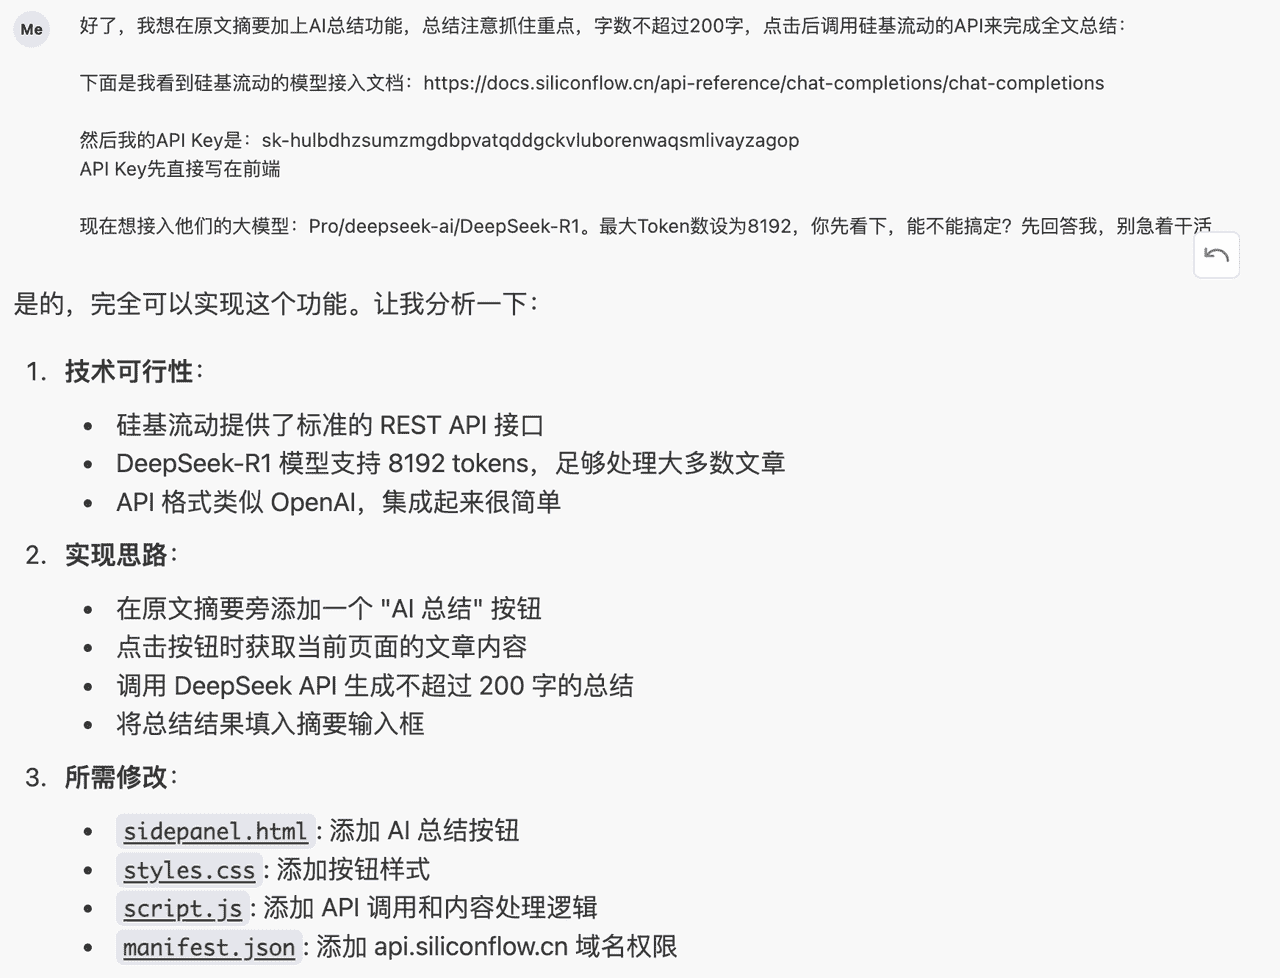 Me
好了，我想在原文摘要加上AI总结功能，总结注意抓住重点，字数不超过200字，点击后调用硅基流动的API来完成全文总结：
下面是我看到硅基流动的模型接入文档：https://docs.siliconflow.cn/api-reference/chat-completions/chat-completions
然后我的API Key是：sk-hulbdhzsumzmgdbpvatqddgckvluborenwaqsmlivayzagop
API Key先直接写在前端
现在想接入他们的大模型：Pro/deepseek-ai/DeepSeek-R1。最大Token数设为8192，你先看下，能不能搞定？先回答我，别急着干活
是的，完全可以实现这个功能。让我分析一下：
1. 技术可行性：
• 硅基流动提供了标准的 REST API 接口
• DeepSeek-R1 模型支持 8192 tokens，足够处理大多数文章
• API 格式类似 OpenAI，集成起来很简单
2. 实现思路：
• 在原文摘要旁添加一个 "AI 总结" 按钮
• 点击按钮时获取当前页面的文章内容
• 调用 DeepSeek API 生成不超过 200 字的总结
• 将总结结果填入摘要输入框
3. 所需修改：
• sidepanel.html: 添加 AI 总结按钮
• styles.css: 添加按钮样式
• script.js: 添加 API 调用和内容处理逻辑
• manifest.json: 添加 api.siliconflow.cn 域名权限